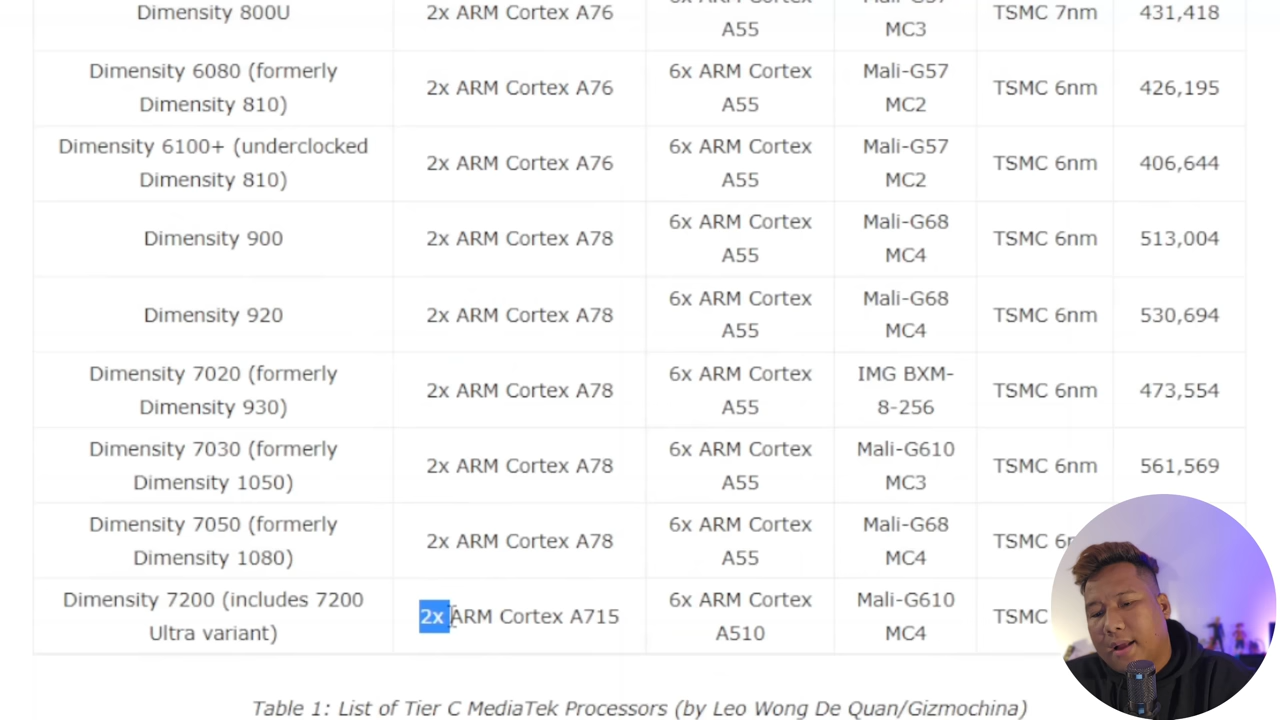 Dimensity 800U
2x ARM Cortex A76
A55
MC3
TSMC 7nm
431,418
Dimensity 6080 (formerly
Dimensity 810)
2x ARM Cortex A76
6x ARM Cortex
A55
Mali-G57
MC2
TSMC 6nm
426,195
Dimensity 6100+ (underclocked
Dimensity 810)
2x ARM Cortex A76
6x ARM Cortex
A55
Mali-G57
MC2
TSMC 6nm
406,644
Dimensity 900
2x ARM Cortex A78
6x ARM Cortex
A55
Mali-G68
MC4
TSMC 6nm
513,004
Dimensity 920
2x ARM Cortex A78
6x ARM Cortex
A55
Mali-G68
MC4
TSMC 6nm
530,694
Dimensity 7020 (formerly
Dimensity 930)
2x ARM Cortex A78
6x ARM Cortex
A55
IMG BXM-
8-256
TSMC 6nm
473,554
Dimensity 7030 (formerly
Dimensity 1050)
2x ARM Cortex A78
6x ARM Cortex
A55
Mali-G610
MC3
TSMC 6nm
561,569
Dimensity 7050 (formerly
Dimensity 1080)
2x ARM Cortex A78
6x ARM Cortex
A55
Mali-G68
MC4
TSMC
Dimensity 7200 (includes 7200
Ultra variant)
2x ARM Cortex A715
6x ARM Cortex
A510
Mali-G610
MC4
TSMC
Table 1: List of Tier C MediaTek Processors (by Leo Wong De Quan/Gizmochina)